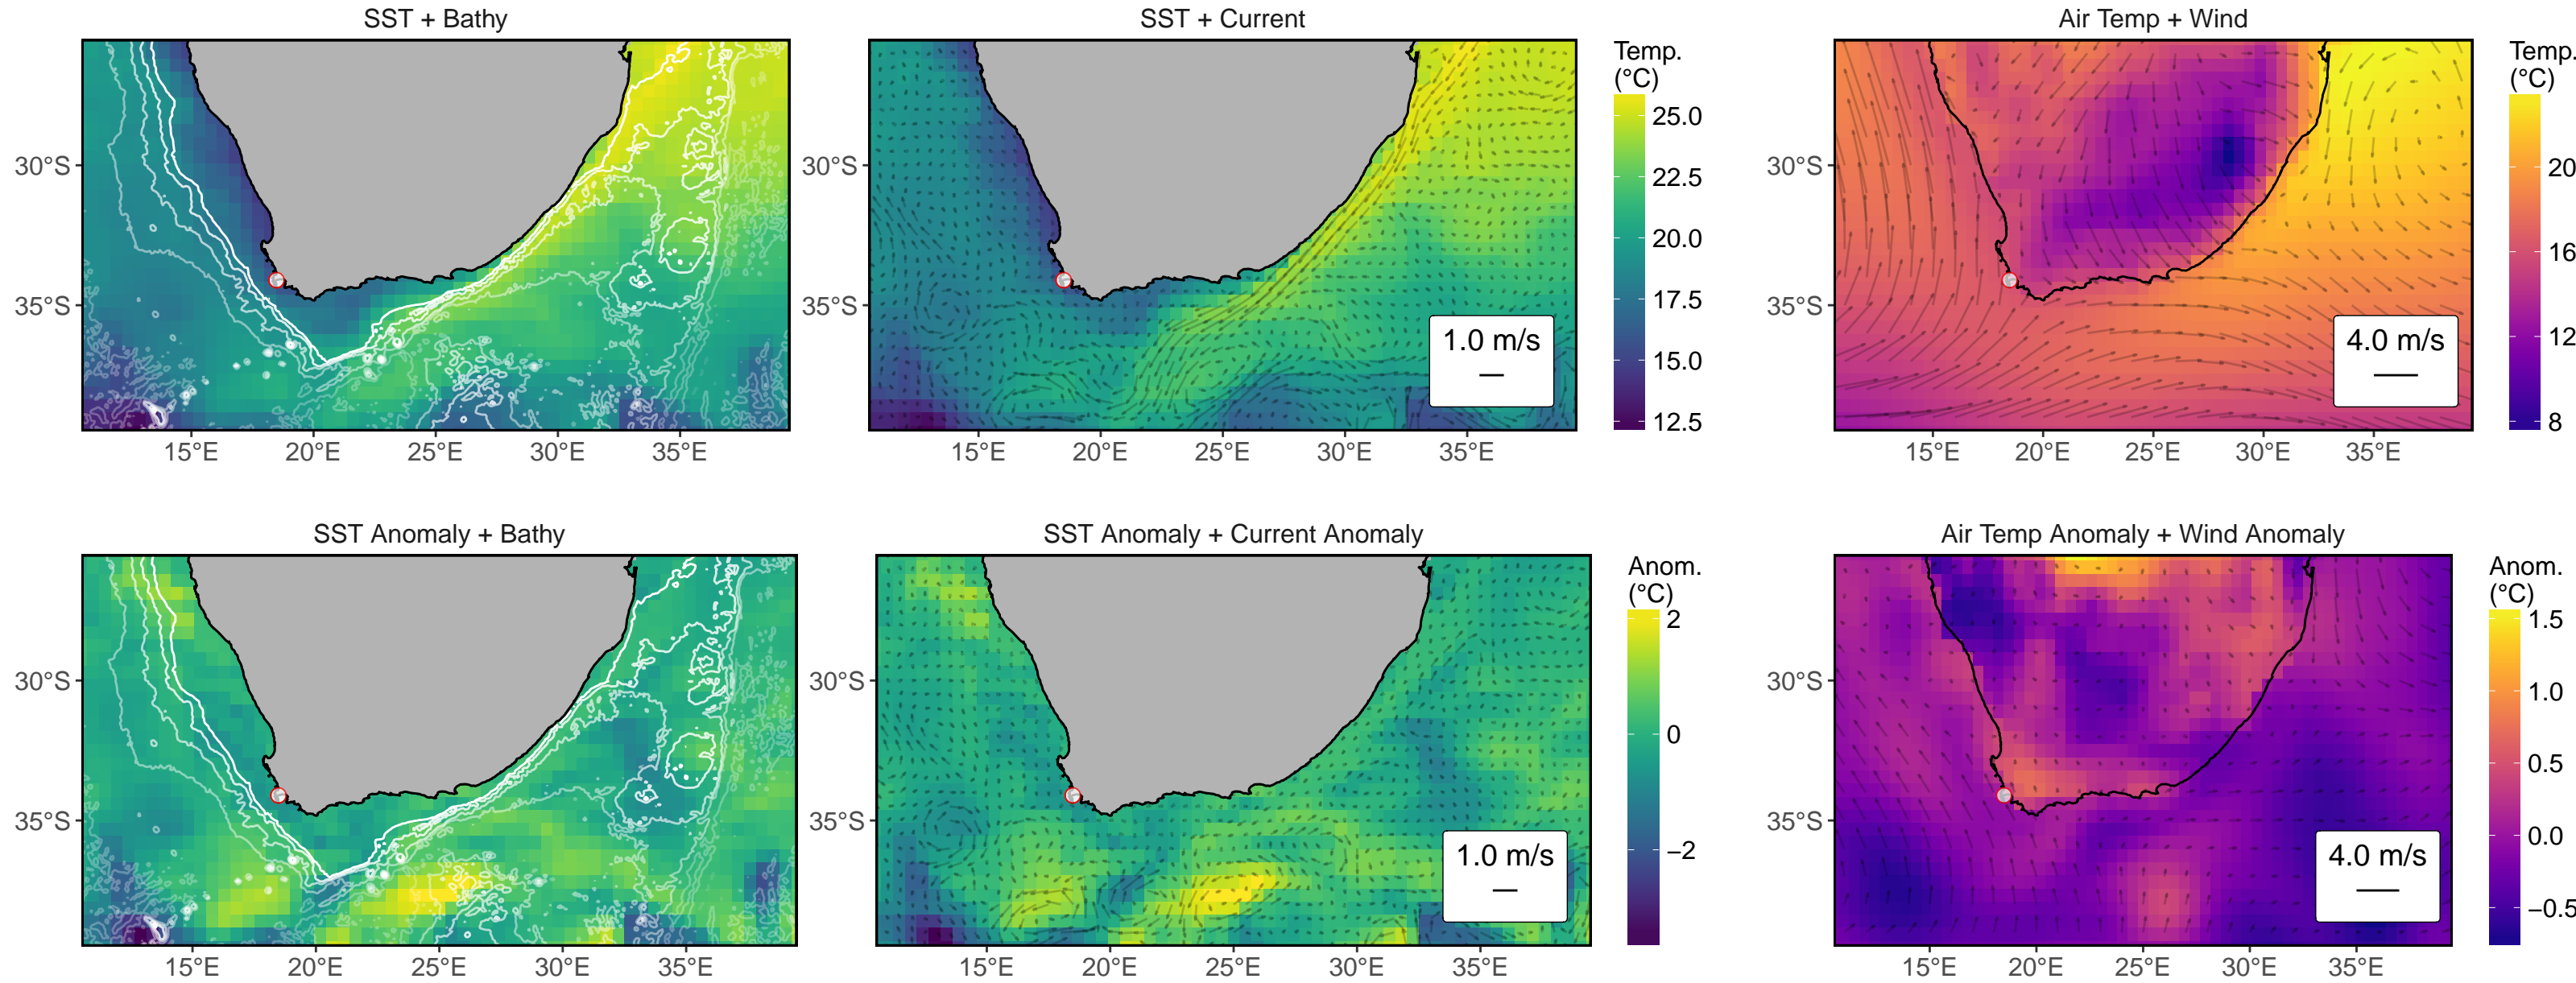 SST + Bathy
30°S
35°S
15°E 20°E 25°E 30°E 35°E
SST + Current
30°S
35°S
1.0 m/s
15°E 20°E 25°E 30°E 35°E
Temp.
(°C)
25.0
22.5
20.0
17.5
15.0
12.5
Air Temp + Wind
30°S
35°S
4.0 m/s
15°E 20°E 25°E 30°E 35°E
Temp.
(°C)
20
16
12
8
SST Anomaly + Bathy
30°S
35°S
15°E 20°E 25°E 30°E 35°E
SST Anomaly + Current Anomaly
30°S
35°S
1.0 m/s
15°E 20°E 25°E 30°E 35°E
Anom.
(°C)
2
0
−2
Air Temp Anomaly + Wind Anomaly
30°S
35°S
4.0 m/s
15°E 20°E 25°E 30°E 35°E
Anom.
(°C)
1.5
1.0
0.5
0.0
−0.5